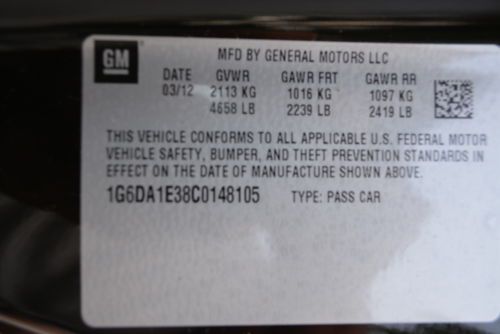 GM
MFD BY GENERAL MOTORS LLC
DATE GVWR GAWR FRT GAWR RR
03/12 2113 KG 1016 KG 1097 KG
4658 LB 2239 LB 2419 LB
THIS VEHICLE CONFORMS TO ALL APPLICABLE U.S. FEDERAL MOTOR
VEHICLE SAFETY, BUMPER, AND THEFT PREVENTION STANDARDS IN
EFFECT ON THE DATE OF MANUFACTURE SHOWN ABOVE.
1G6DA1E38C0148105 TYPE: PASS CAR